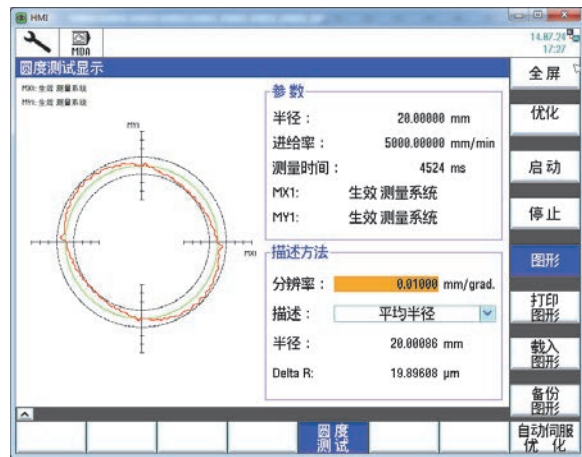 HMI
MDA
14.07.24
17:27
圆度测试显示
MX1: 生效 测量系统
MY1: 生效 测量系统
MY1
MX1
参数
半径： 20.00000 mm
进给率： 5000.00000 mm/min
测量时间： 4524 ms
MX1: 生效 测量系统
MY1: 生效 测量系统
描述方法
分辨率： 0.01000 mm/grad.
描述： 平均半径
半径： 20.00086 mm
Delta R: 19.89608 µm
全屏
优化
启动
停止
图形
打印
图形
载入
图形
备份
图形
自动伺服
优 化
圆度
测试